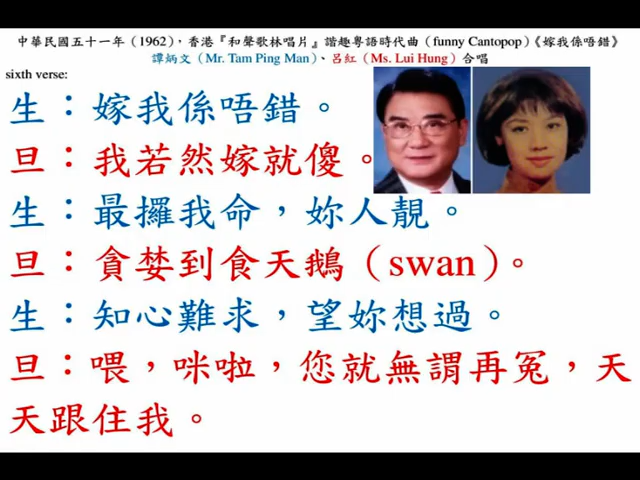 中華民國五十一年（1962），香港『和聲歌林唱片』諧趣粵語時代曲（funny Cantopop）《嫁我係唔錯》
譚炳文（Mr. Tam Ping Man）、呂紅（Ms. Lui Hung）合唱
sixth verse:
生：嫁我係唔錯。
旦：我若然嫁就傻。
生：最攞我命，妳人靚。
旦：貪婪到食天鵝（swan）。
生：知心難求，望妳想過。
旦：喂，咪啦，您就無謂再冤，天
天跟住我。